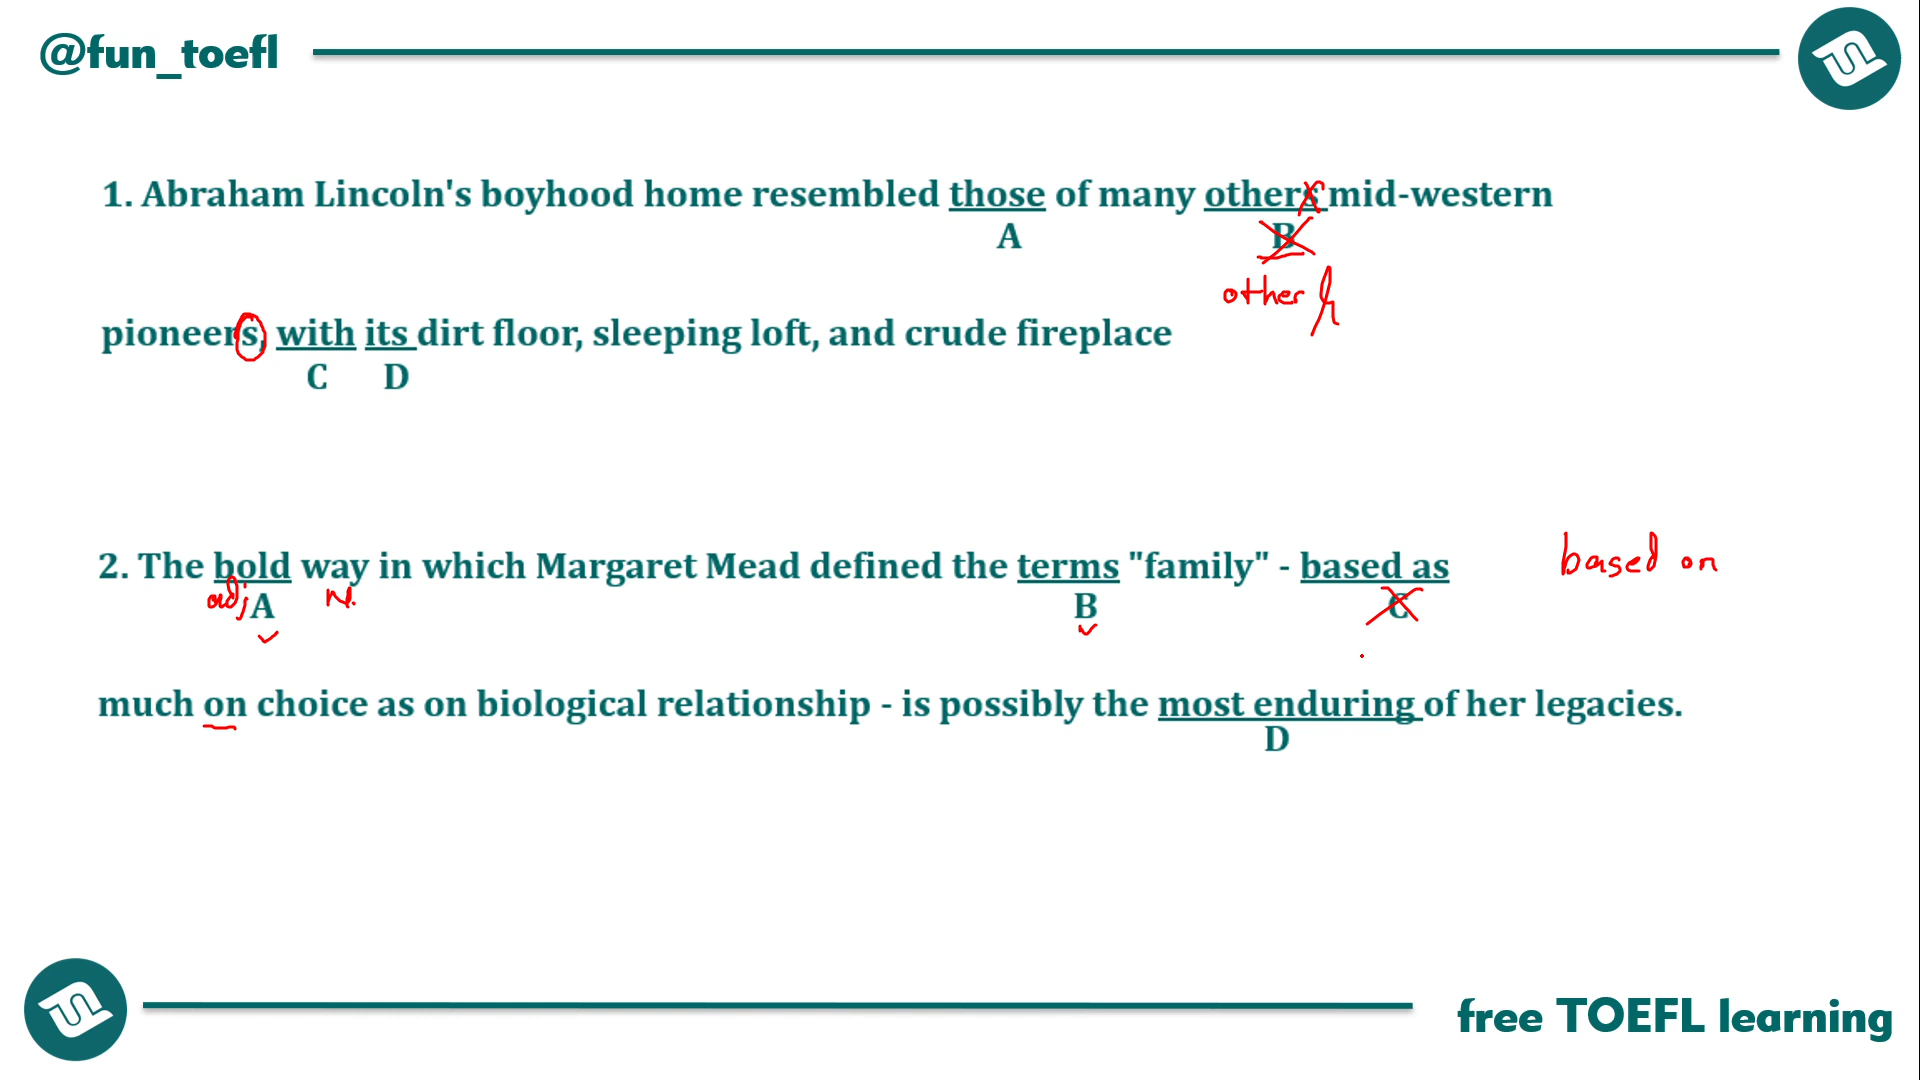 @fun_toefl
1. Abraham Lincoln's boyhood home resembled those of many others mid-western
A B
other
pioneers, with its dirt floor, sleeping loft, and crude fireplace
C D
2. The bold way in which Margaret Mead defined the terms "family" - based as
based on
adj A N. B C
much on choice as on biological relationship - is possibly the most enduring of her legacies.
D
free TOEFL learning